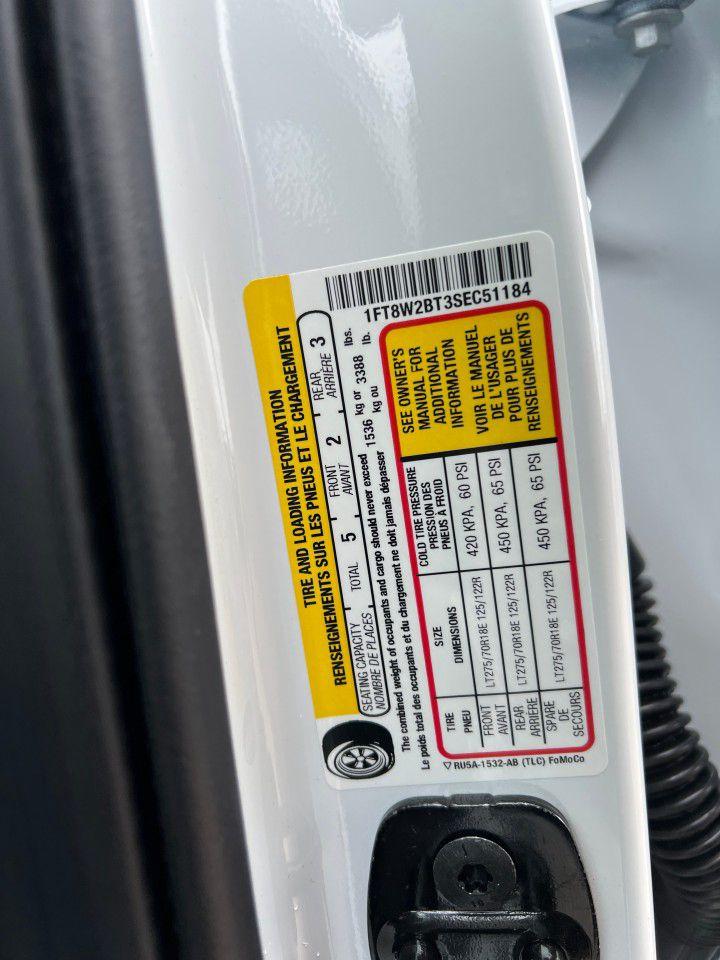 TIRE AND LOADING INFORMATION
RENSEIGNEMENTS SUR LES PNEUS ET LE CHARGEMENT
1FT8W2BT3SEC51184
SEATING CAPACITY TOTAL 5 FRONT 2 REAR 3
NOMBRE DE PLACES AVANT ARRIÈRE
The combined weight of occupants and cargo should never exceed 1536 kg or 3388 lbs.
Le poids total des occupants et du chargement ne doit jamais dépasser kg ou lb.
TIRE SIZE COLD TIRE PRESSURE
PNEU DIMENSIONS PRESSION DES
PNEUS À FROID
FRONT LT275/70R18E 125/122R 420 KPA, 60 PSI
AVANT
REAR LT275/70R18E 125/122R 450 KPA, 65 PSI
ARRIÈRE
SPARE LT275/70R18E 125/122R 450 KPA, 65 PSI
DE
SECOURS
SEE OWNER'S
MANUAL FOR
ADDITIONAL
INFORMATION
VOIR LE MANUEL
DE L'USAGER
POUR PLUS DE
RENSEIGNEMENTS
▽ RU5A-1532-AB (TLC) FoMoCo